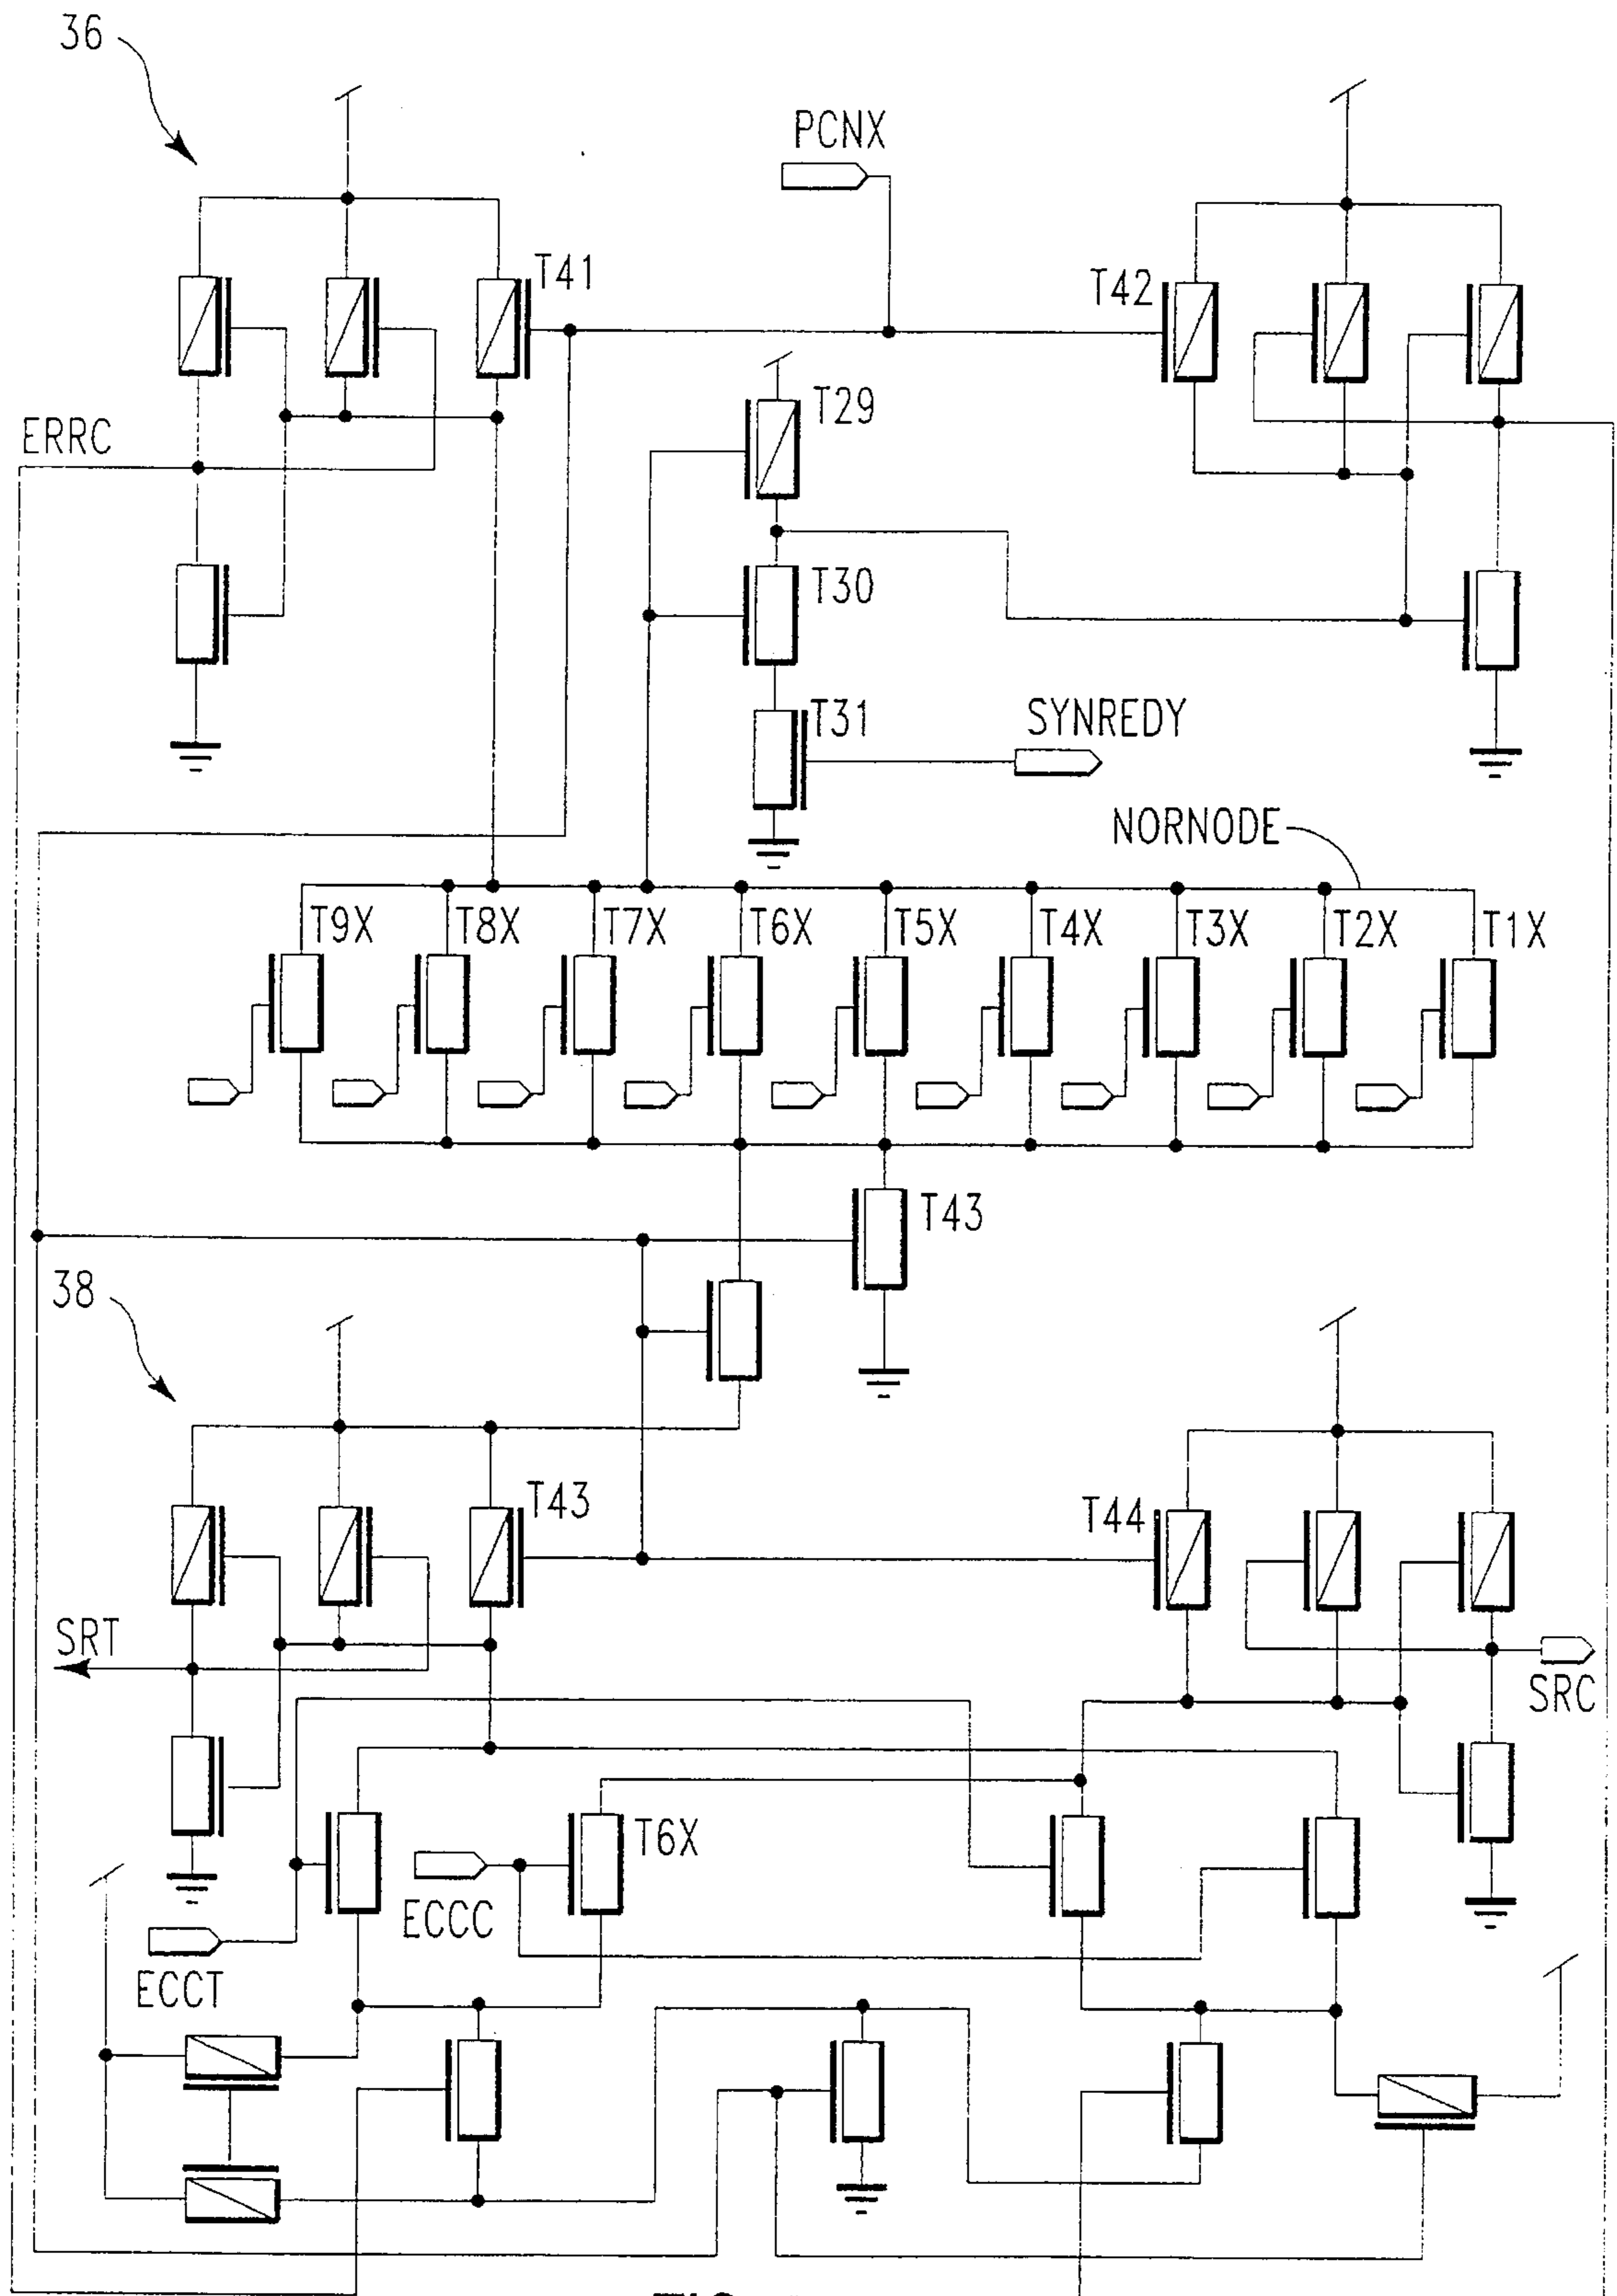 36
PCNX
T41
T42
T29
ERRC
T30
T31
SYNREDY
NORNODE
T9X
T8X
T7X
T6X
T5X
T4X
T3X
T2X
T1X
T43
38
T43
T44
SRT
SRC
T6X
ECCC
ECCT